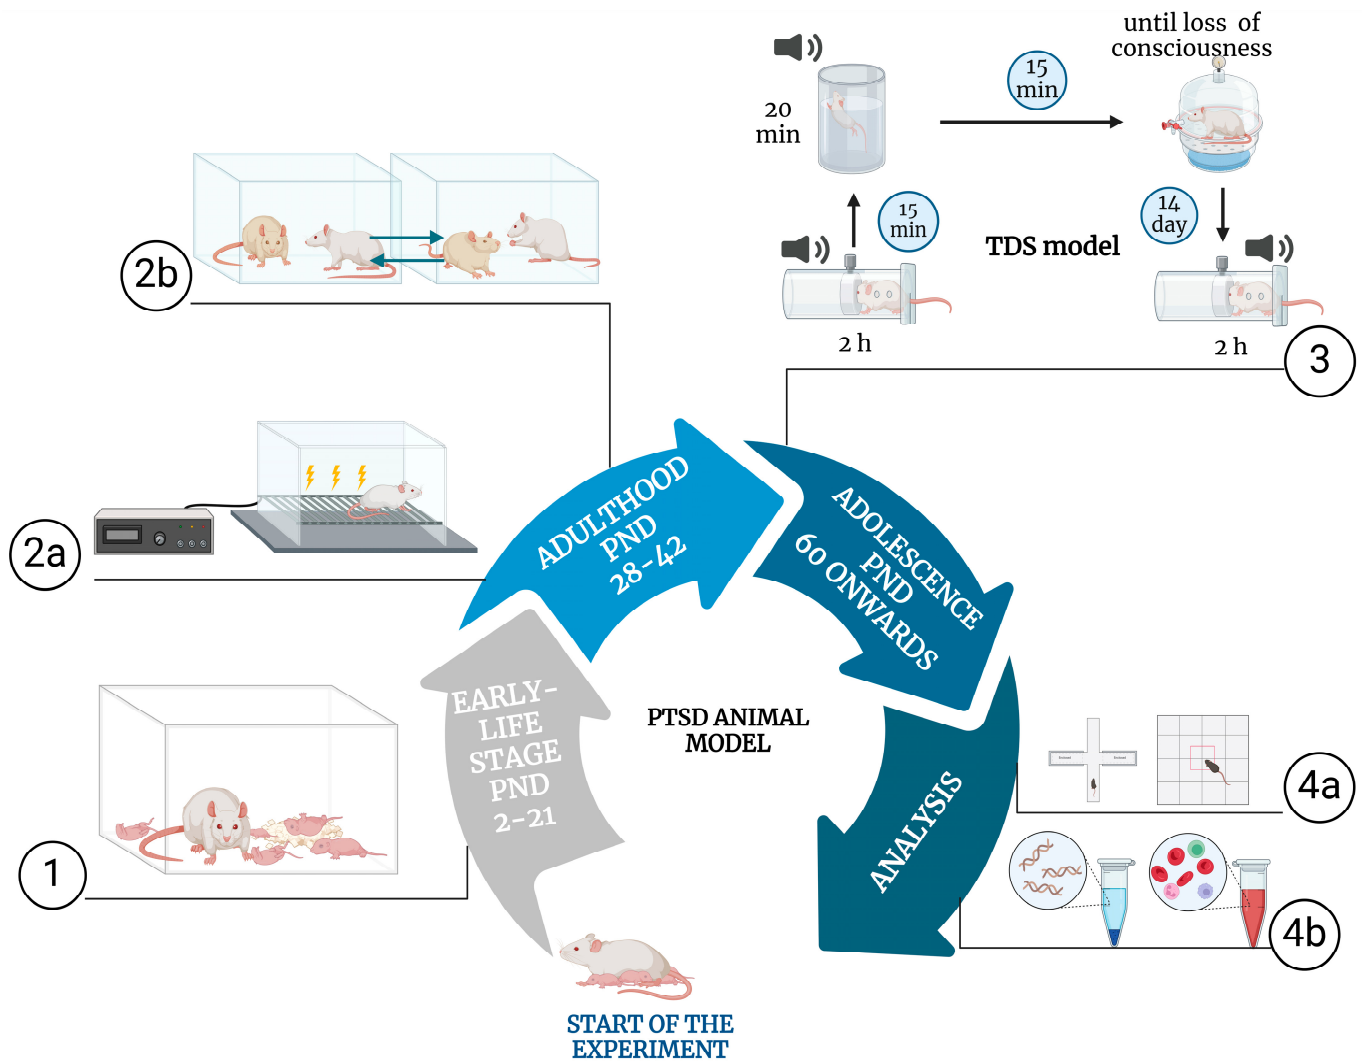 until loss of
consciousness
15
min
20
min
15
min
14
day
TDS model
2 h
2 h
3
2b
2a
ADULTHOOD
PND
28-42
ADOLESCENCE
PND
60 ONWARDS
EARLY-
LIFE
STAGE
PND
2-21
PTSD ANIMAL
MODEL
1
ANALYSIS
Enclosed
Enclosed
4a
4b
START OF THE
EXPERIMENT